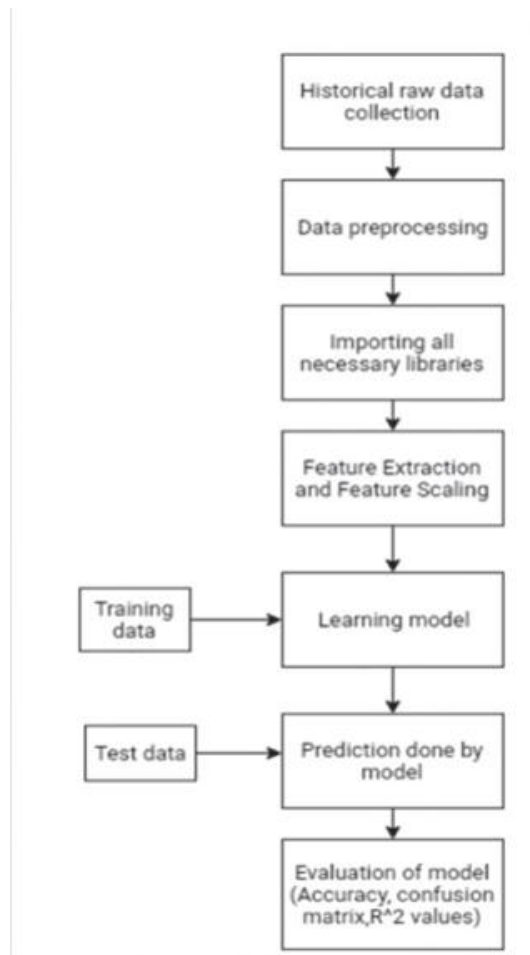 Historical raw data
collection
Data preprocessing
Importing all
necessary libraries
Feature Extraction
and Feature Scaling
Training
data
Learning model
Test data
Prediction done by
model
Evaluation of model
(Accuracy, confusion
matrix,R^2 values)